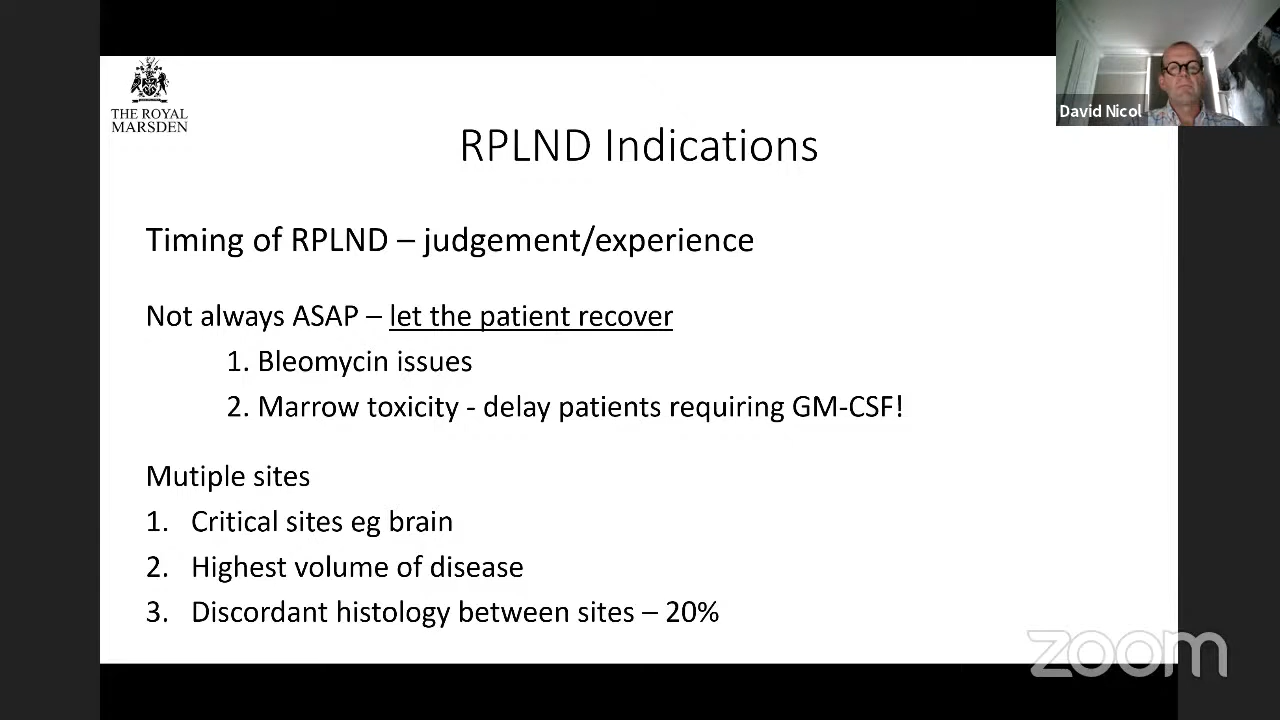 THE ROYAL
MARSDEN
David Nicol
RPLND Indications
Timing of RPLND – judgement/experience
Not always ASAP – let the patient recover
1. Bleomycin issues
2. Marrow toxicity - delay patients requiring GM-CSF!
Mutiple sites
1. Critical sites eg brain
2. Highest volume of disease
3. Discordant histology between sites – 20%
zoom